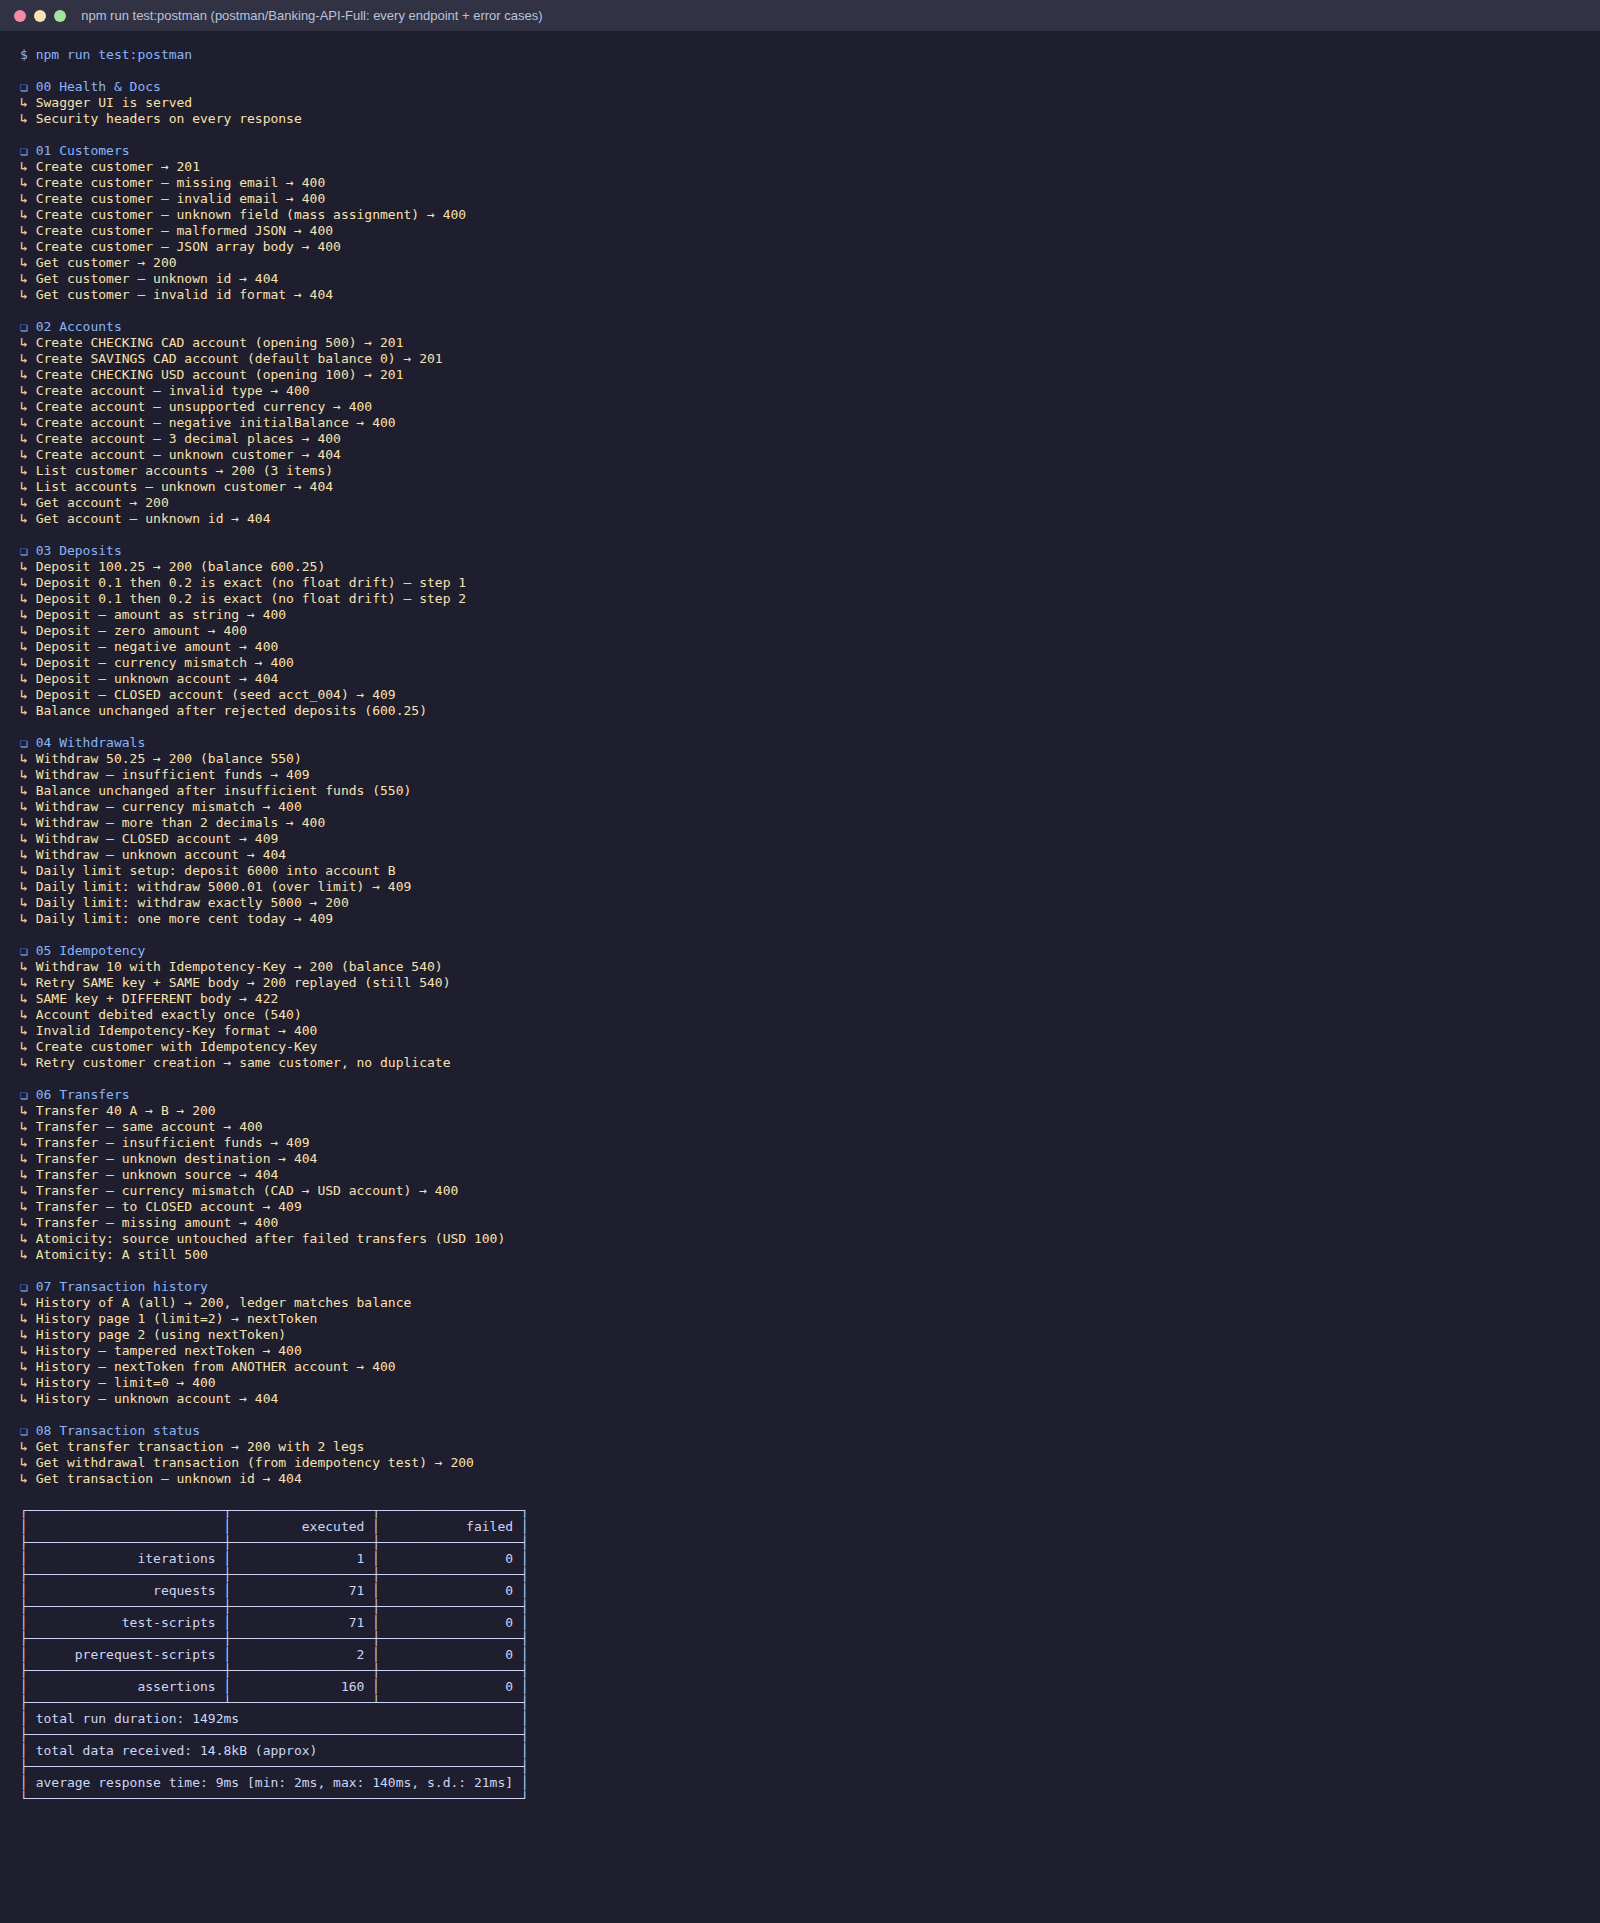 npm run test:postman (postman/Banking-API-Full: every endpoint + error cases)
$ npm run test:postman
❏ 00 Health & Docs
↳ Swagger UI is served
↳ Security headers on every response
❏ 01 Customers
↳ Create customer → 201
↳ Create customer — missing email → 400
↳ Create customer — invalid email → 400
↳ Create customer — unknown field (mass assignment) → 400
↳ Create customer — malformed JSON → 400
↳ Create customer — JSON array body → 400
↳ Get customer → 200
↳ Get customer — unknown id → 404
↳ Get customer — invalid id format → 404
❏ 02 Accounts
↳ Create CHECKING CAD account (opening 500) → 201
↳ Create SAVINGS CAD account (default balance 0) → 201
↳ Create CHECKING USD account (opening 100) → 201
↳ Create account — invalid type → 400
↳ Create account — unsupported currency → 400
↳ Create account — negative initialBalance → 400
↳ Create account — 3 decimal places → 400
↳ Create account — unknown customer → 404
↳ List customer accounts → 200 (3 items)
↳ List accounts — unknown customer → 404
↳ Get account → 200
↳ Get account — unknown id → 404
❏ 03 Deposits
↳ Deposit 100.25 → 200 (balance 600.25)
↳ Deposit 0.1 then 0.2 is exact (no float drift) — step 1
↳ Deposit 0.1 then 0.2 is exact (no float drift) — step 2
↳ Deposit — amount as string → 400
↳ Deposit — zero amount → 400
↳ Deposit — negative amount → 400
↳ Deposit — currency mismatch → 400
↳ Deposit — unknown account → 404
↳ Deposit — CLOSED account (seed acct_004) → 409
↳ Balance unchanged after rejected deposits (600.25)
❏ 04 Withdrawals
↳ Withdraw 50.25 → 200 (balance 550)
↳ Withdraw — insufficient funds → 409
↳ Balance unchanged after insufficient funds (550)
↳ Withdraw — currency mismatch → 400
↳ Withdraw — more than 2 decimals → 400
↳ Withdraw — CLOSED account → 409
↳ Withdraw — unknown account → 404
↳ Daily limit setup: deposit 6000 into account B
↳ Daily limit: withdraw 5000.01 (over limit) → 409
↳ Daily limit: withdraw exactly 5000 → 200
↳ Daily limit: one more cent today → 409
❏ 05 Idempotency
↳ Withdraw 10 with Idempotency-Key → 200 (balance 540)
↳ Retry SAME key + SAME body → 200 replayed (still 540)
↳ SAME key + DIFFERENT body → 422
↳ Account debited exactly once (540)
↳ Invalid Idempotency-Key format → 400
↳ Create customer with Idempotency-Key
↳ Retry customer creation → same customer, no duplicate
❏ 06 Transfers
↳ Transfer 40 A → B → 200
↳ Transfer — same account → 400
↳ Transfer — insufficient funds → 409
↳ Transfer — unknown destination → 404
↳ Transfer — unknown source → 404
↳ Transfer — currency mismatch (CAD → USD account) → 400
↳ Transfer — to CLOSED account → 409
↳ Transfer — missing amount → 400
↳ Atomicity: source untouched after failed transfers (USD 100)
↳ Atomicity: A still 500
❏ 07 Transaction history
↳ History of A (all) → 200, ledger matches balance
↳ History page 1 (limit=2) → nextToken
↳ History page 2 (using nextToken)
↳ History — tampered nextToken → 400
↳ History — nextToken from ANOTHER account → 400
↳ History — limit=0 → 400
↳ History — unknown account → 404
❏ 08 Transaction status
↳ Get transfer transaction → 200 with 2 legs
↳ Get withdrawal transaction (from idempotency test) → 200
↳ Get transaction — unknown id → 404
executed failed
iterations 1 0
requests 71 0
test-scripts 71 0
prerequest-scripts 2 0
assertions 160 0
total run duration: 1492ms
total data received: 14.8kB (approx)
average response time: 9ms [min: 2ms, max: 140ms, s.d.: 21ms]